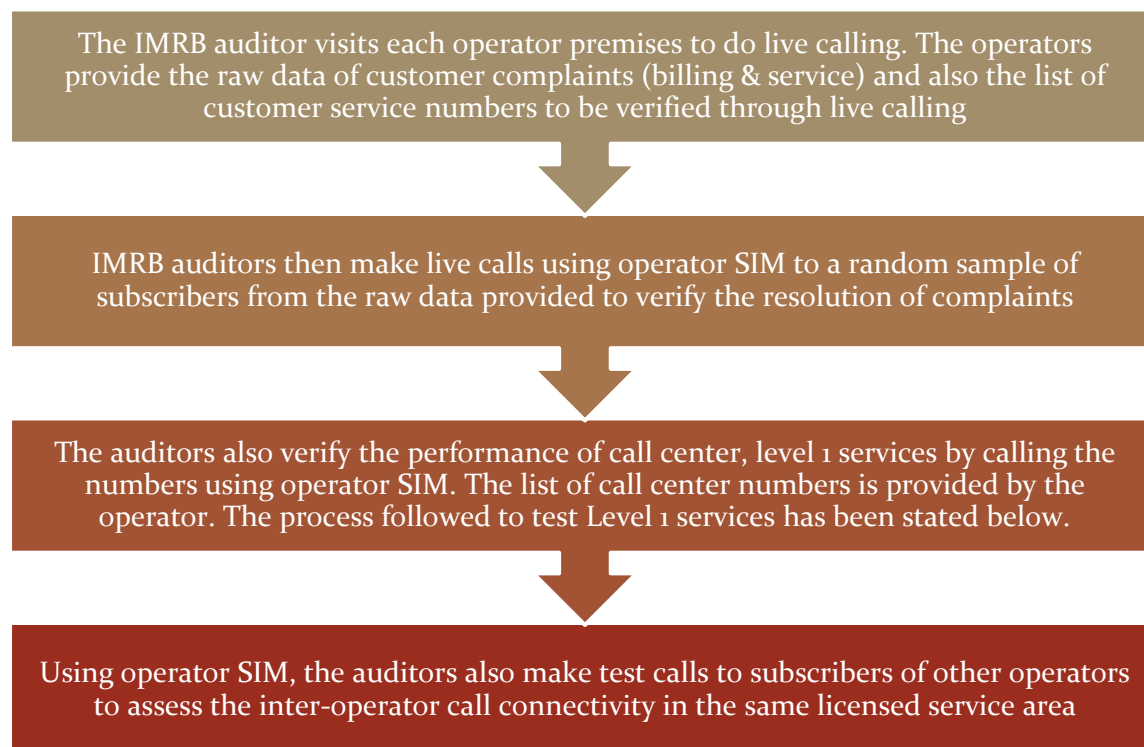 The IMRB auditor visits each operator premises to do live calling. The operators
provide the raw data of customer complaints (billing & service) and also the list of
customer service numbers to be verified through live calling
IMRB auditors then make live calls using operator SIM to a random sample of
subscribers from the raw data provided to verify the resolution of complaints
The auditors also verify the performance of call center, level 1 services by calling the
numbers using operator SIM. The list of call center numbers is provided by the
operator. The process followed to test Level 1 services has been stated below.
Using operator SIM, the auditors also make test calls to subscribers of other operators
to assess the inter-operator call connectivity in the same licensed service area